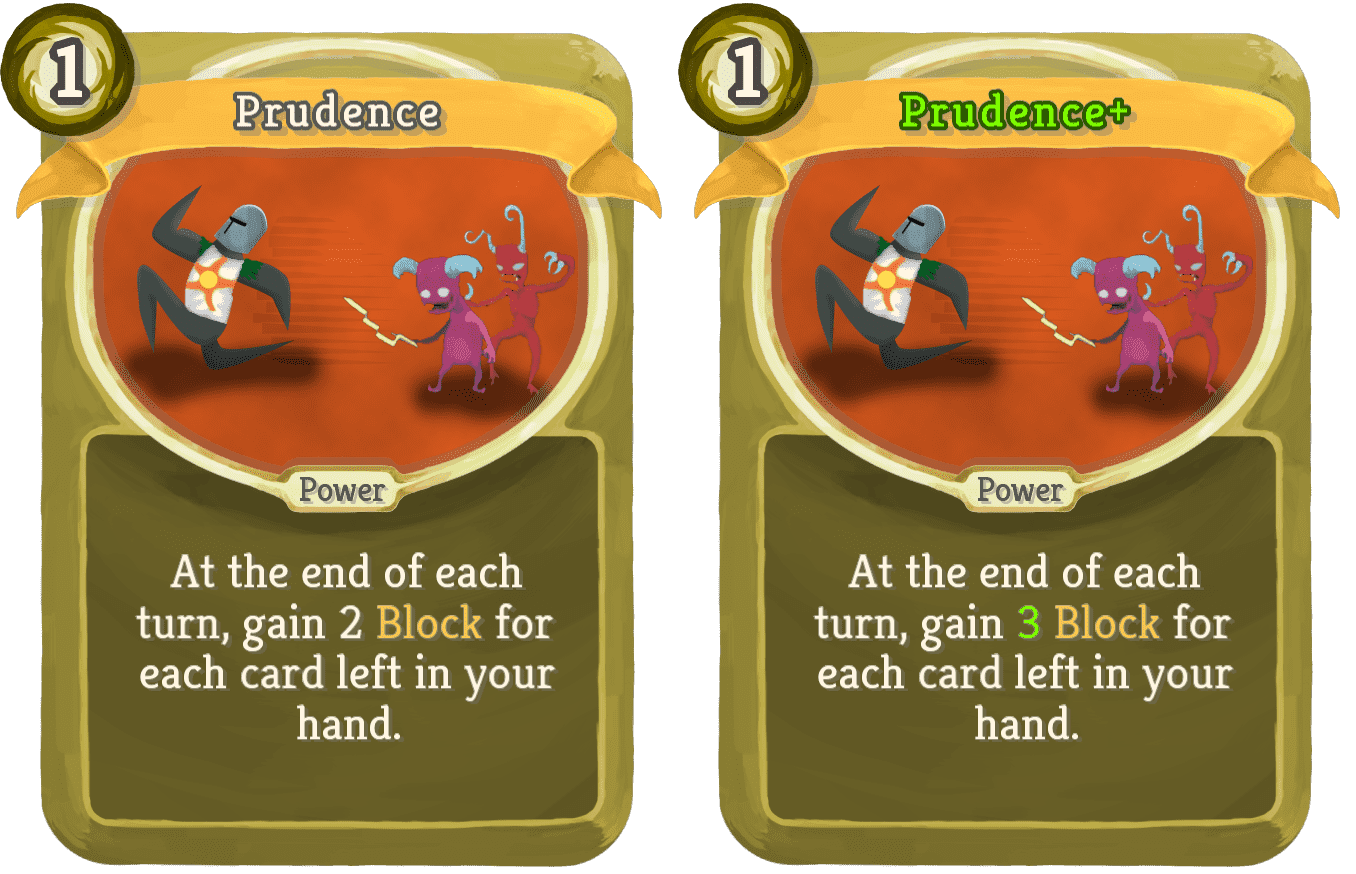 1
Prudence
Power
At the end of each
turn, gain 2 Block for
each card left in your
hand.
1
Prudence+
Power
At the end of each
turn, gain 3 Block for
each card left in your
hand.